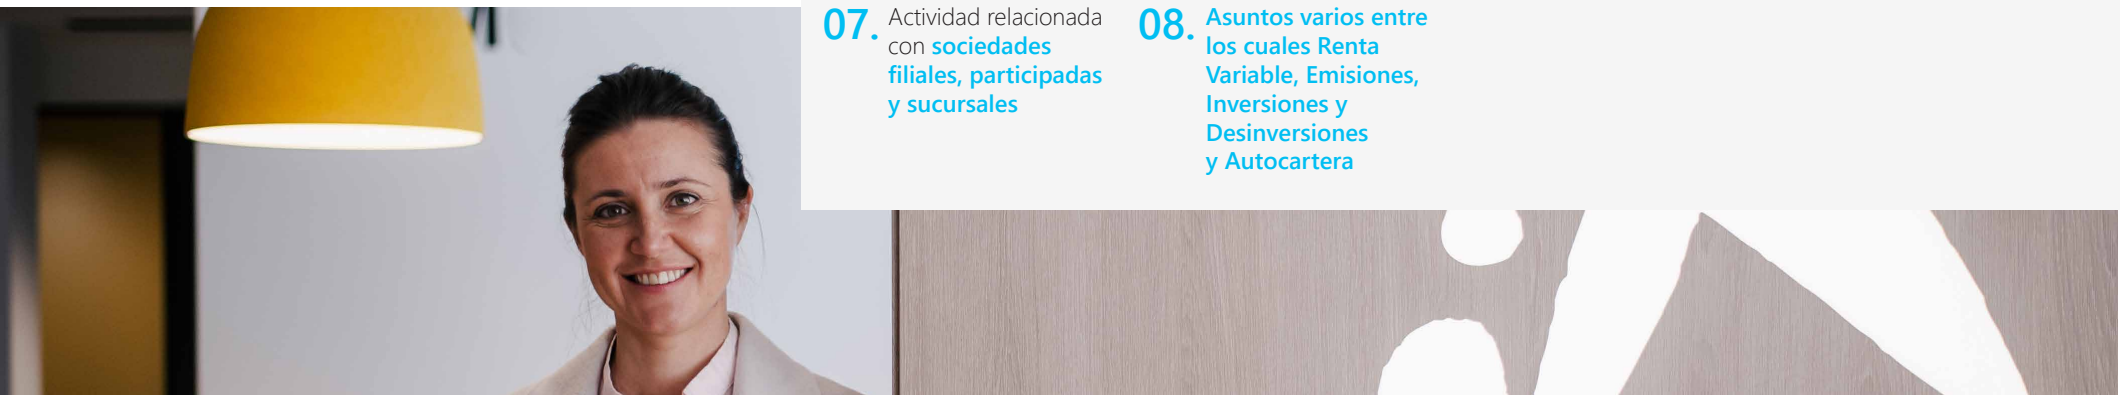 07.
Actividad relacionada
con sociedades
filiales, participadas
y sucursales
08.
Asuntos varios entre
los cuales Renta
Variable, Emisiones,
Inversiones y
Desinversiones
y Autocartera